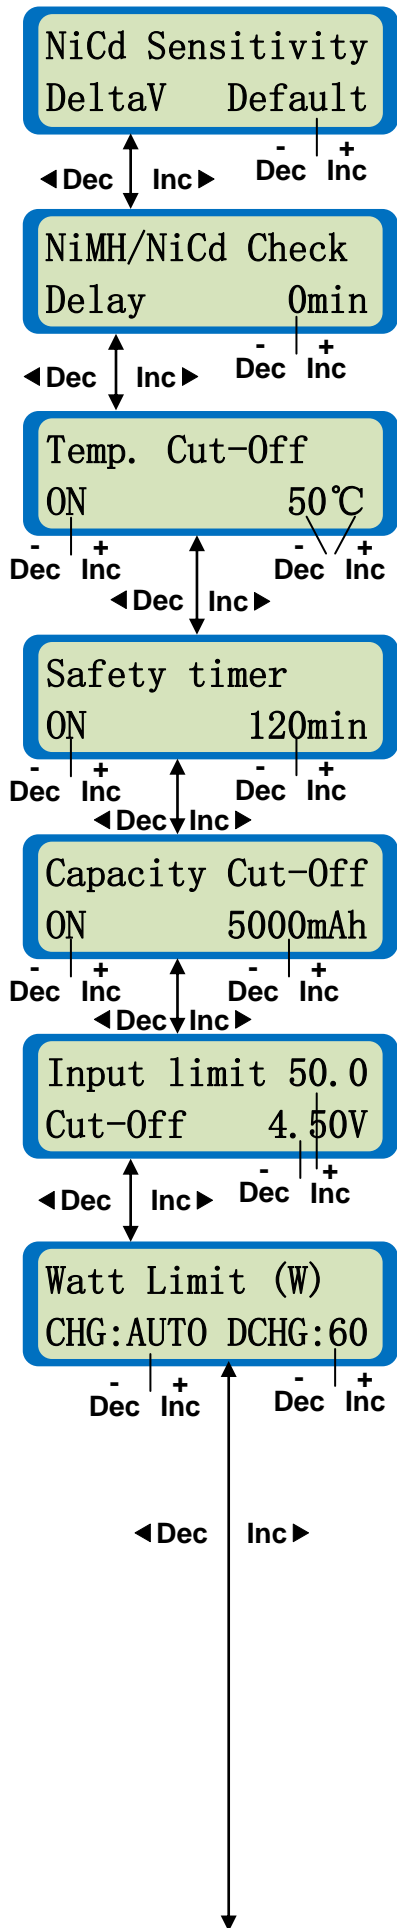 NiCd Sensitivity
DeltaV Default
- +
Dec Inc
◀Dec Inc▶
NiMH/NiCd Check
Delay 0min
- +
Dec Inc
◀Dec Inc▶
Temp. Cut-Off
ON 50℃
- + - +
Dec Inc Dec Inc
◀Dec Inc▶
Safety timer
ON 120min
- + - +
Dec Inc Dec Inc
◀Dec Inc▶
Capacity Cut-Off
ON 5000mAh
- + - +
Dec Inc Dec Inc
◀Dec Inc▶
Input limit 50.0
Cut-Off 4.50V
- +
Dec Inc
◀Dec Inc▶
Watt Limit (W)
CHG:AUTO DCHG:60
- + - +
Dec Inc Dec Inc
◀Dec Inc▶